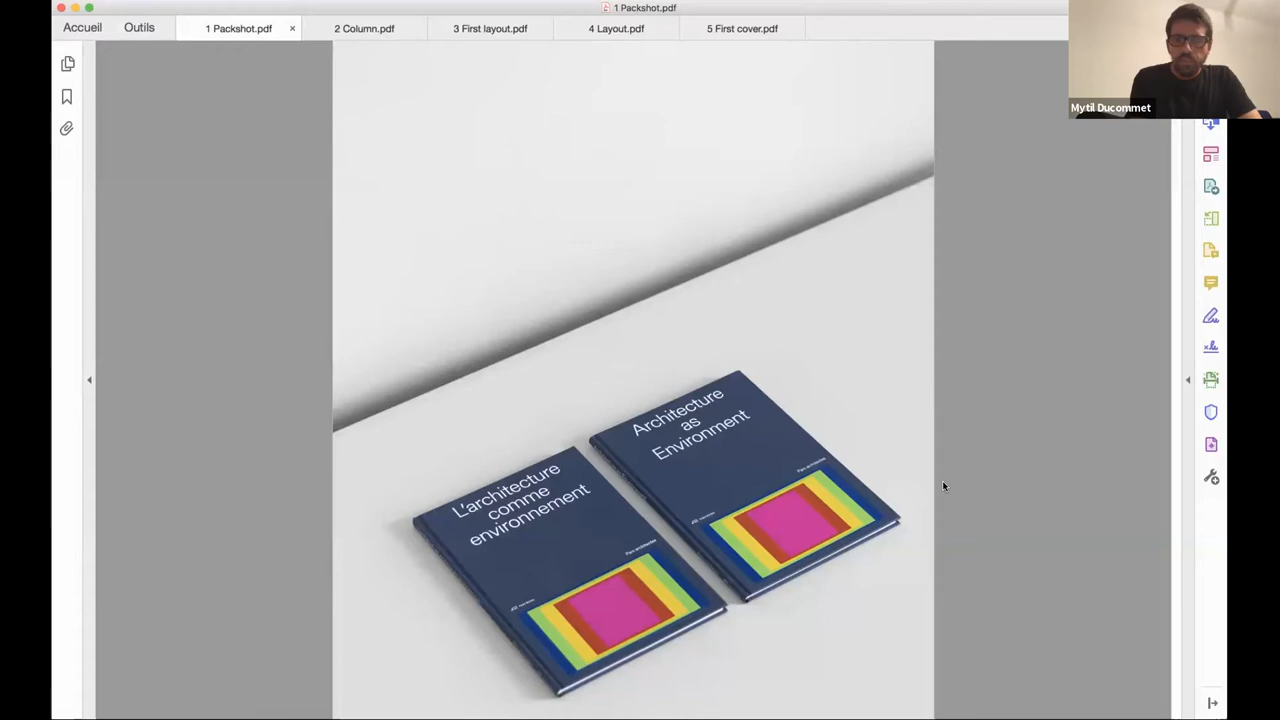 1 Packshot.pdf
Accueil
Outils
1 Packshot.pdf
2 Column.pdf
3 First layout.pdf
4 Layout.pdf
5 First cover.pdf
Mytil Ducommet
Architecture
as
Environment
L'architecture
comme
environnement